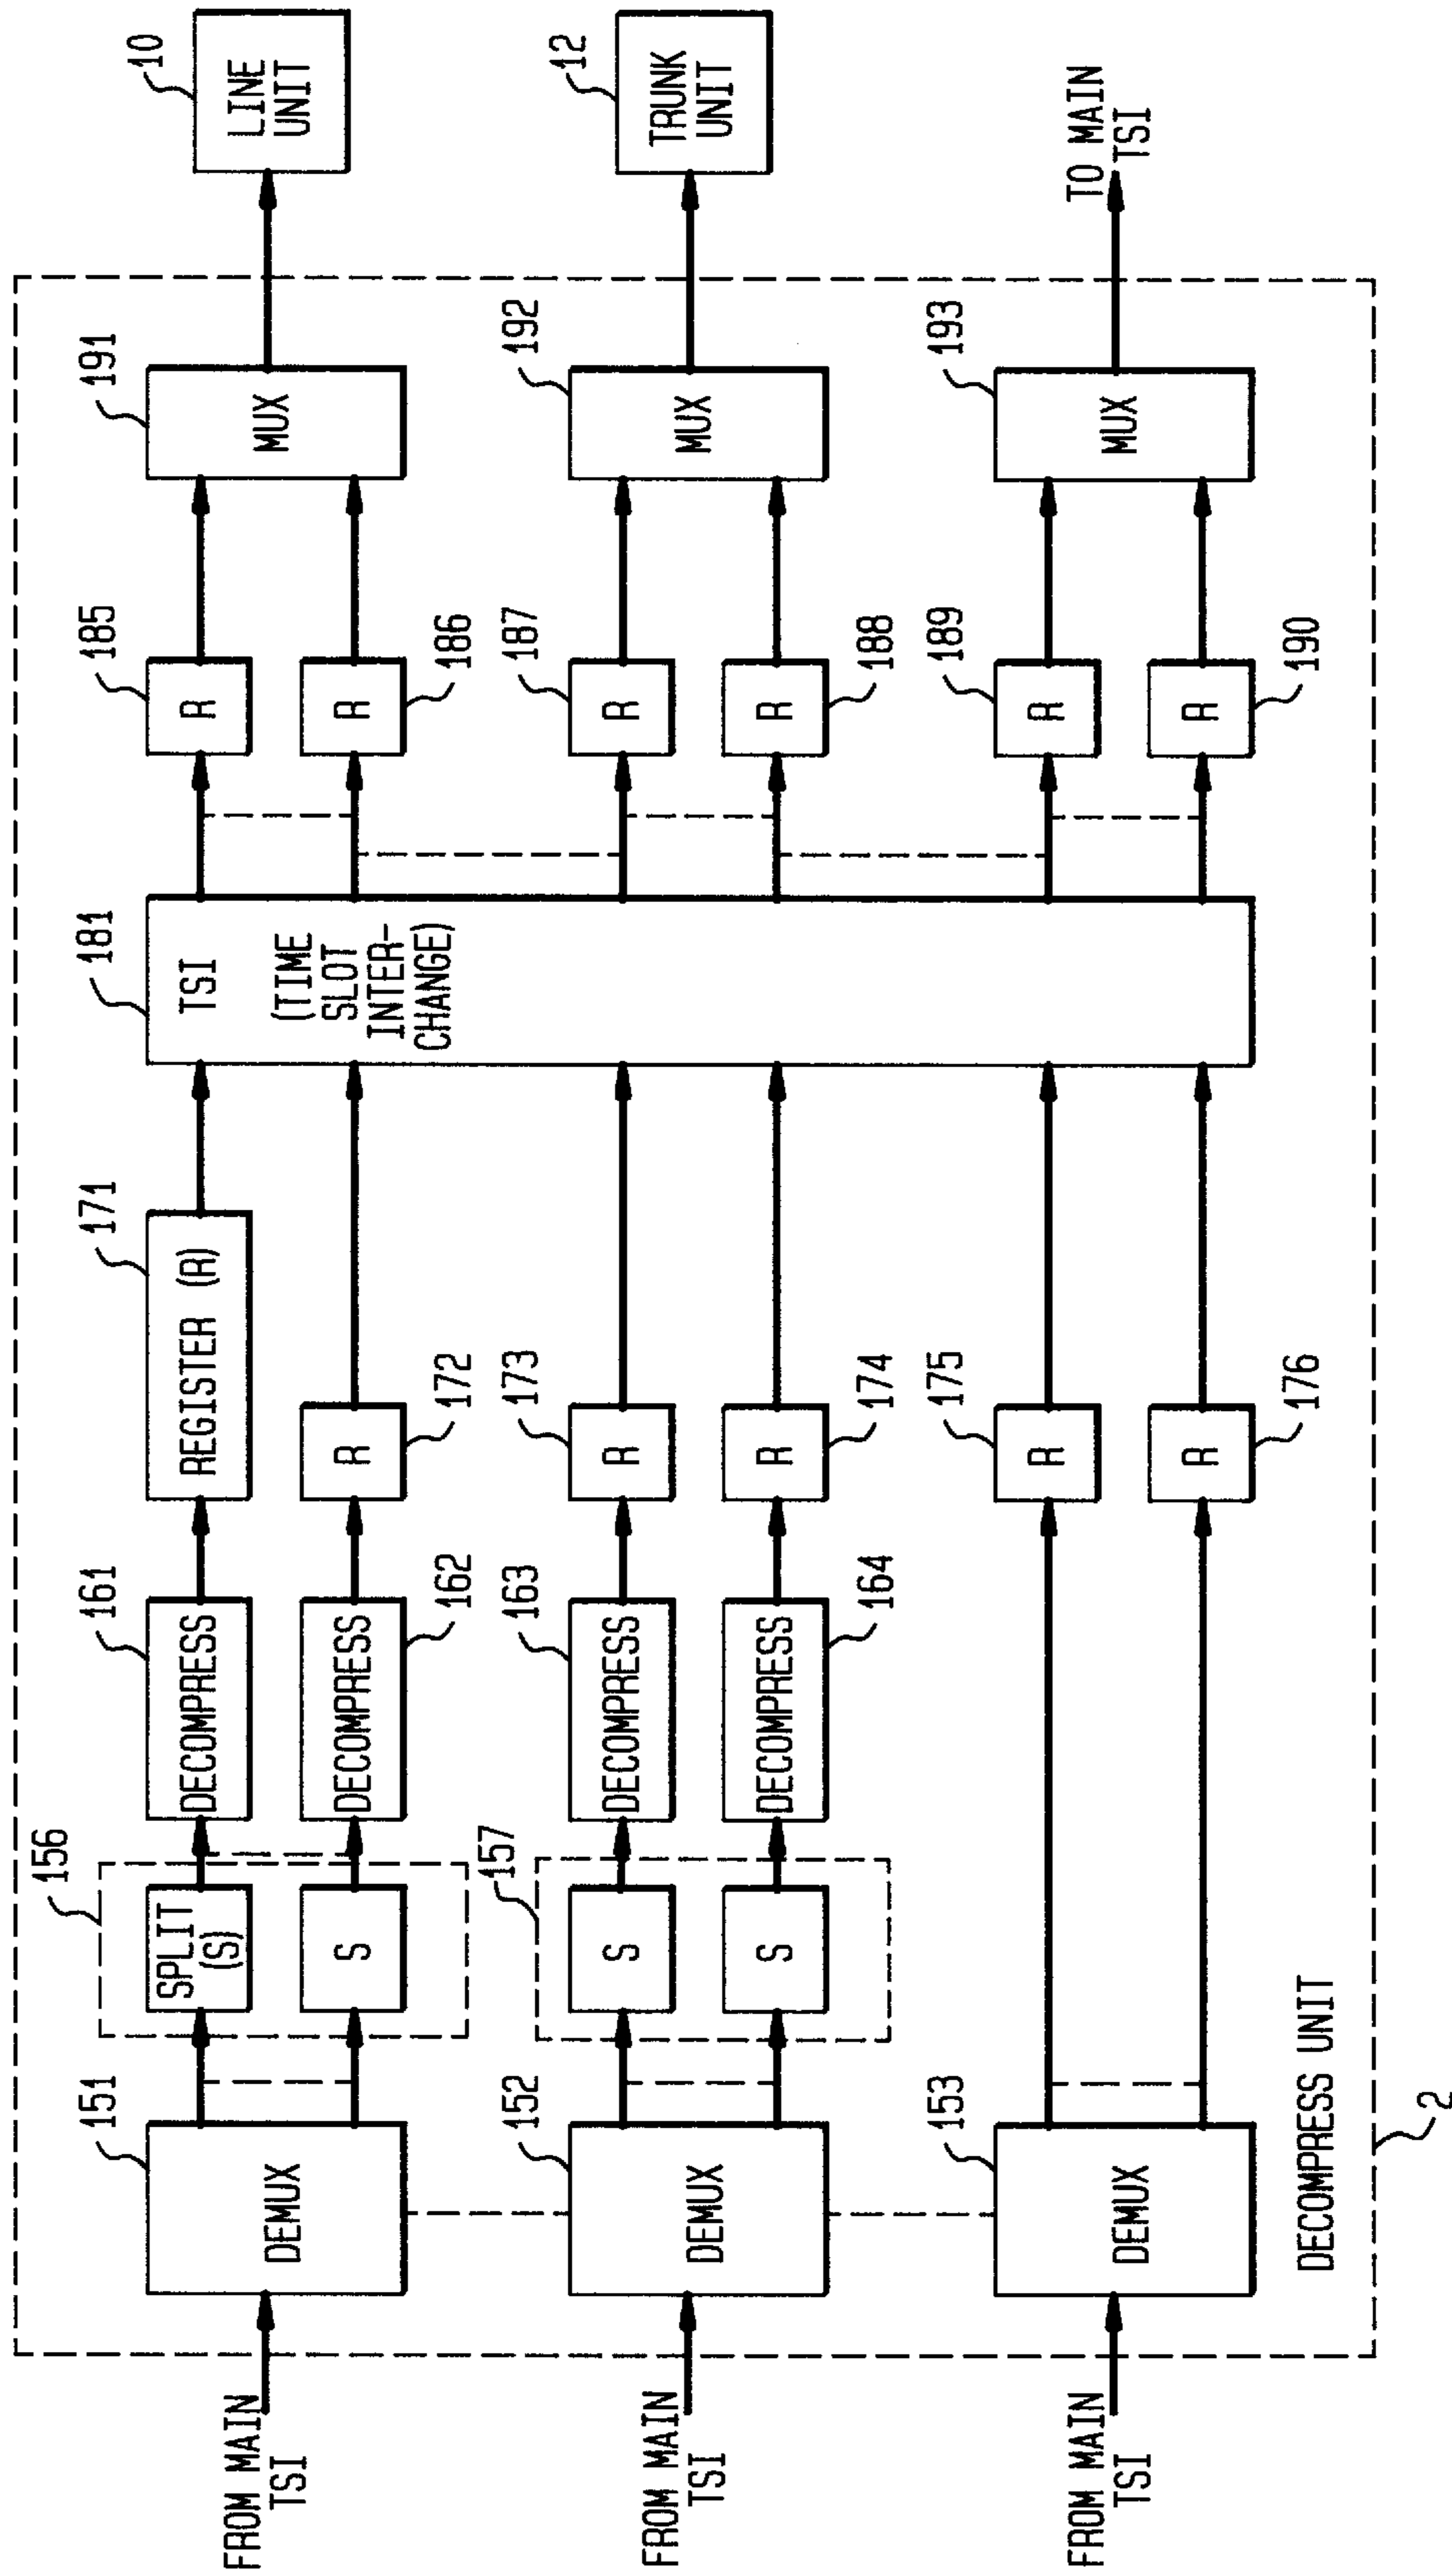 FROM MAIN
TSI
FROM MAIN
TSI
FROM MAIN
TSI
151
DEMUX
152
DEMUX
153
DEMUX
156
SPLIT
(S)
S
157
S
S
161
DECOMPRESS
DECOMPRESS
162
163
DECOMPRESS
DECOMPRESS
164
171
REGISTER (R)
R
172
173
R
R
174
175
R
R
176
181
TSI
(TIME
SLOT
INTER-
CHANGE)
185
R
R
186
187
R
R
188
189
R
R
190
191
MUX
192
MUX
193
MUX
10
LINE
UNIT
12
TRUNK
UNIT
TO MAIN
TSI
DECOMPRESS UNIT
2